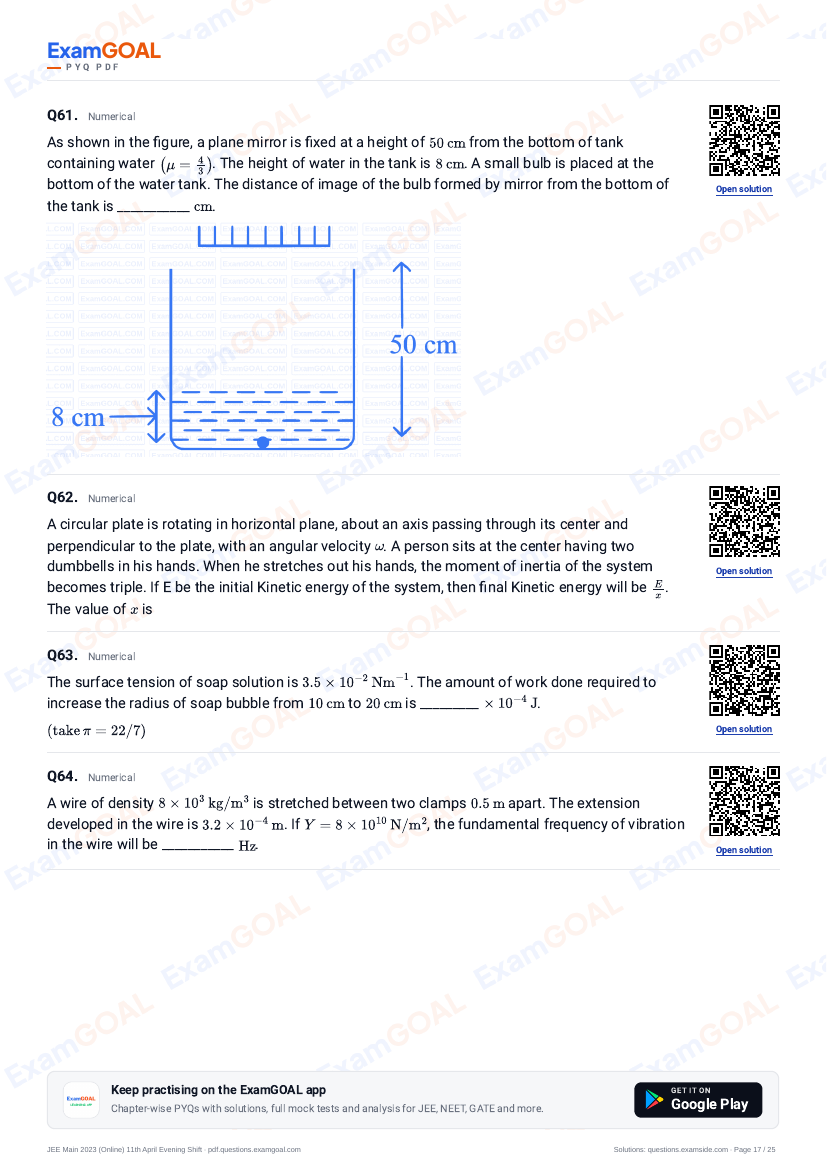 ExamGOAL
PYQ PDF
Q61. Numerical
As shown in the figure, a plane mirror is fixed at a height of 50 cm from the bottom of tank
containing water (μ = 4/3). The height of water in the tank is 8 cm. A small bulb is placed at the
bottom of the water tank. The distance of image of the bulb formed by mirror from the bottom of
the tank is ___________ cm.
Open solution
50 cm
8 cm
Q62. Numerical
A circular plate is rotating in horizontal plane, about an axis passing through its center and
perpendicular to the plate, with an angular velocity ω. A person sits at the center having two
dumbbells in his hands. When he stretches out his hands, the moment of inertia of the system
becomes triple. If E be the initial Kinetic energy of the system, then final Kinetic energy will be E/x.
The value of x is
Open solution
Q63. Numerical
The surface tension of soap solution is 3.5 × 10⁻² Nm⁻¹. The amount of work done required to
increase the radius of soap bubble from 10 cm to 20 cm is _________ × 10⁻⁴ J.
(take π = 22/7)
Open solution
Q64. Numerical
A wire of density 8 × 10³ kg/m³ is stretched between two clamps 0.5 m apart. The extension
developed in the wire is 3.2 × 10⁻⁴ m. If Y = 8 × 10¹⁰ N/m², the fundamental frequency of vibration
in the wire will be ___________ Hz.
Open solution
ExamGOAL
Keep practising on the ExamGOAL app
Chapter-wise PYQs with solutions, full mock tests and analysis for JEE, NEET, GATE and more.
GET IT ON
Google Play
JEE Main 2023 (Online) 11th April Evening Shift · pdf.questions.examgoal.com
Solutions: questions.examside.com · Page 17 / 25